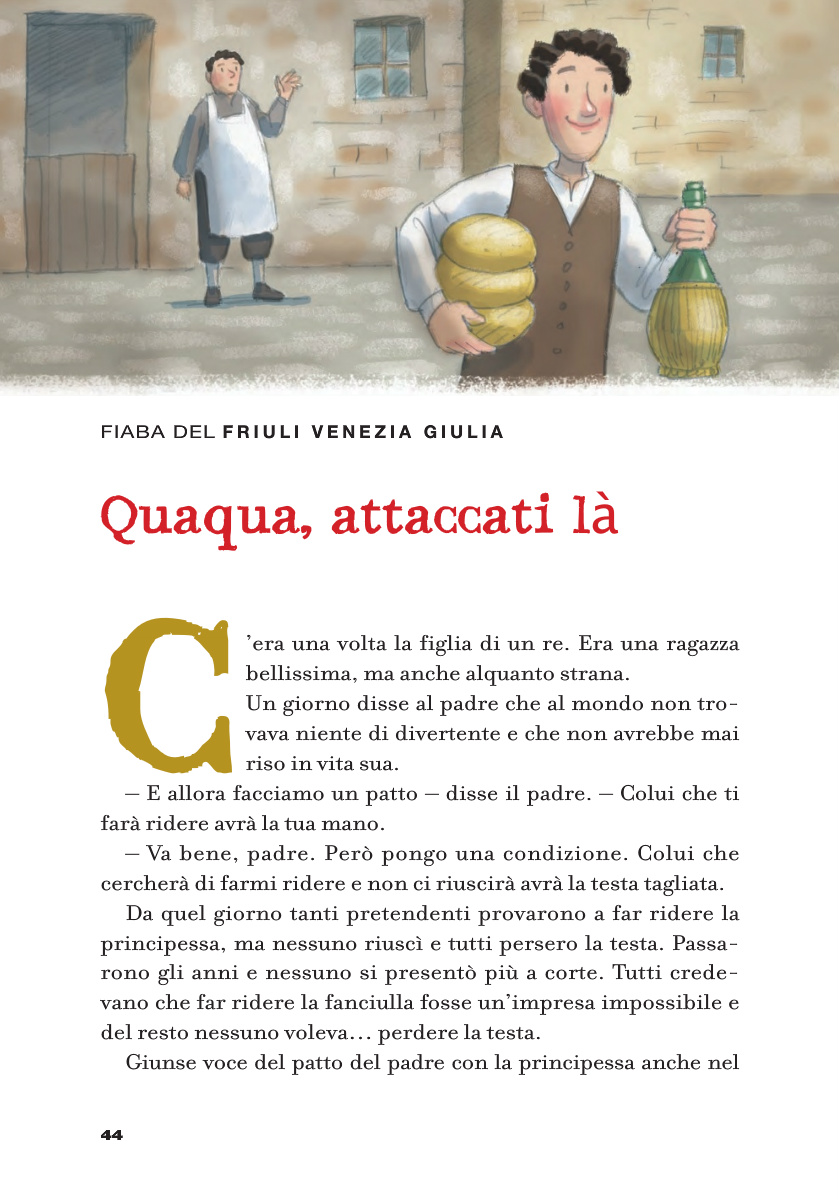 FIABA DEL FRIULI VENEZIA GIULIA
Quaqua, attaccati là
C’era una volta la figlia di un re. Era una ragazza
bellissima, ma anche alquanto strana.
Un giorno disse al padre che al mondo non tro-
vava niente di divertente e che non avrebbe mai
riso in vita sua.
— E allora facciamo un patto — disse il padre. — Colui che ti
farà ridere avrà la tua mano.
— Va bene, padre. Però pongo una condizione. Colui che
cercherà di farmi ridere e non ci riuscirà avrà la testa tagliata.
Da quel giorno tanti pretendenti provarono a far ridere la
principessa, ma nessuno riuscì e tutti persero la testa. Passa-
rono gli anni e nessuno si presentò più a corte. Tutti crede-
vano che far ridere la fanciulla fosse un’impresa impossibile e
del resto nessuno voleva… perdere la testa.
Giunse voce del patto del padre con la principessa anche nel
44